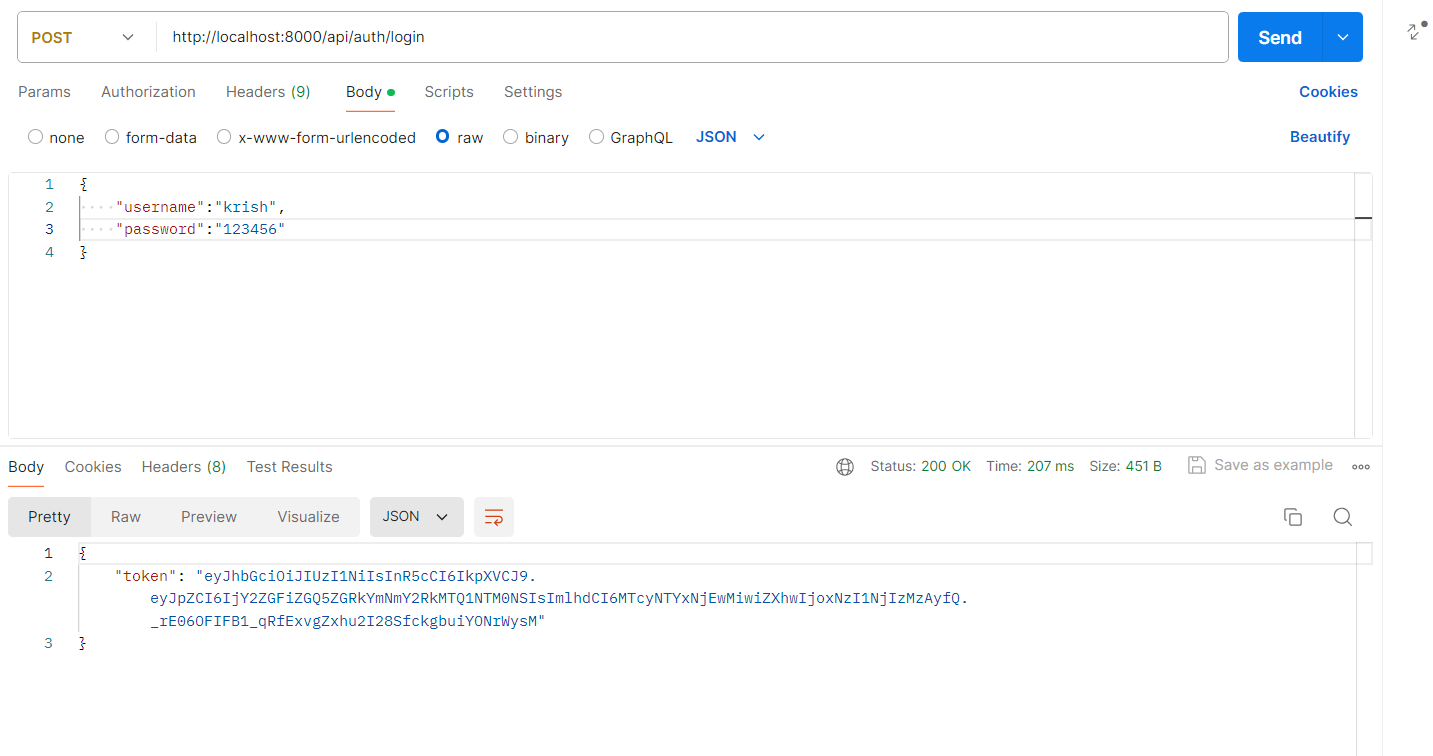 POST http://localhost:8000/api/auth/login Send
Params Authorization Headers (9) Body Scripts Settings Cookies
none form-data x-www-form-urlencoded raw binary GraphQL JSON Beautify
1 {
2 ····"username":"krish",
3 ····"password":"123456"
4 }
Body Cookies Headers (8) Test Results Status: 200 OK Time: 207 ms Size: 451 B Save as example
Pretty Raw Preview Visualize JSON
1 {
2 "token": "eyJhbGciOiJIUzI1NiIsInR5cCI6IkpXVCJ9.
eyJpZCI6IjY2ZGFiZGQ5ZGRkYmNmY2RkMTQ1NTM0NSIsImlhdCI6MTcyNTYxNjEwMiwiZXhwIjoxNzI1NjIzMzAyfQ.
_rE06OFIFB1_qRfExvgZxhu2I28SfckgbuiYONrWysM"
3 }